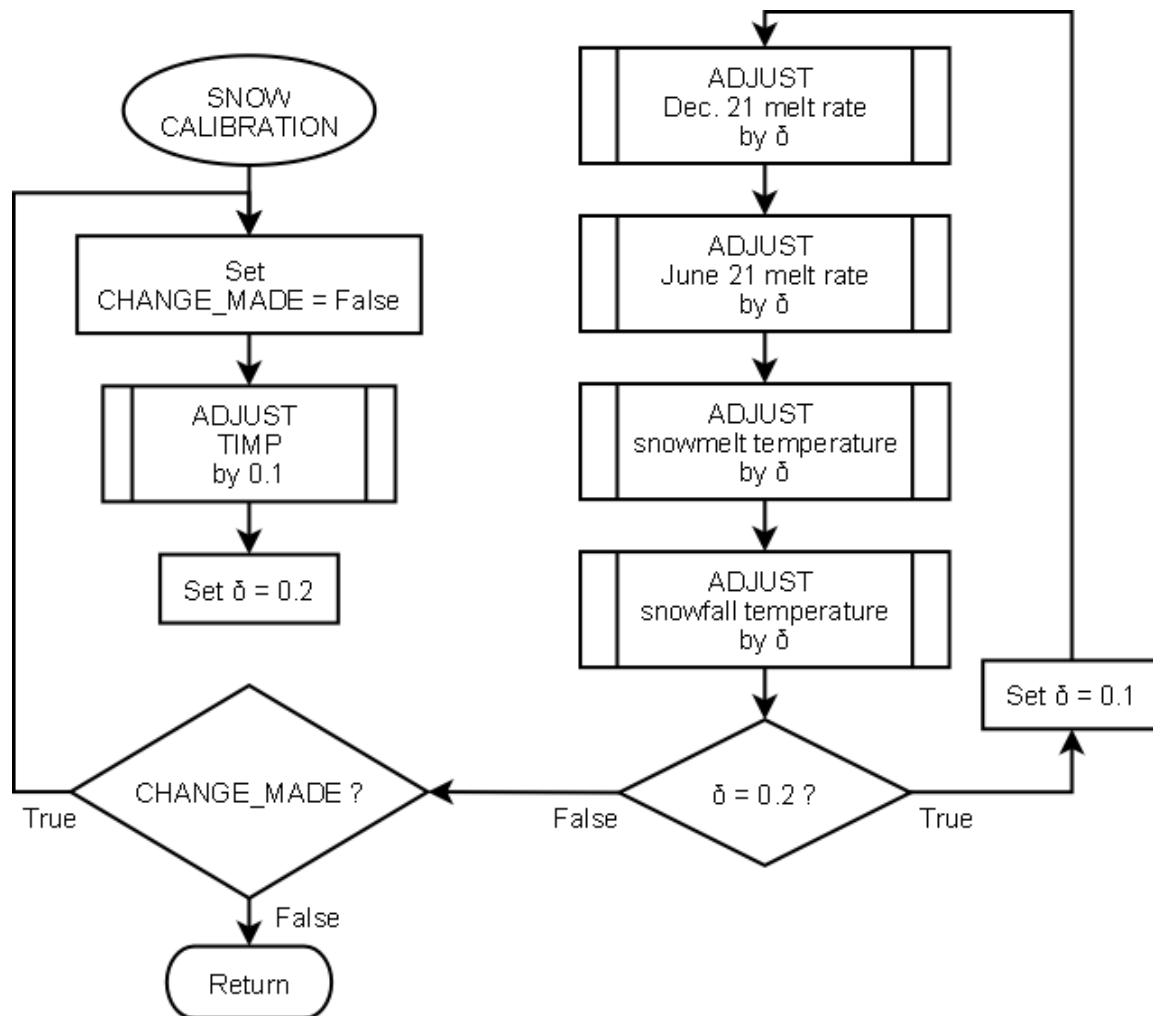 SNOW
CALIBRATION
Set
CHANGE_MADE = False
ADJUST
TIMP
by 0.1
Set δ = 0.2
ADJUST
Dec. 21 melt rate
by δ
ADJUST
June 21 melt rate
by δ
ADJUST
snowmelt temperature
by δ
ADJUST
snowfall temperature
by δ
δ = 0.2 ?
True
Set δ = 0.1
False
CHANGE_MADE ?
True
False
Return